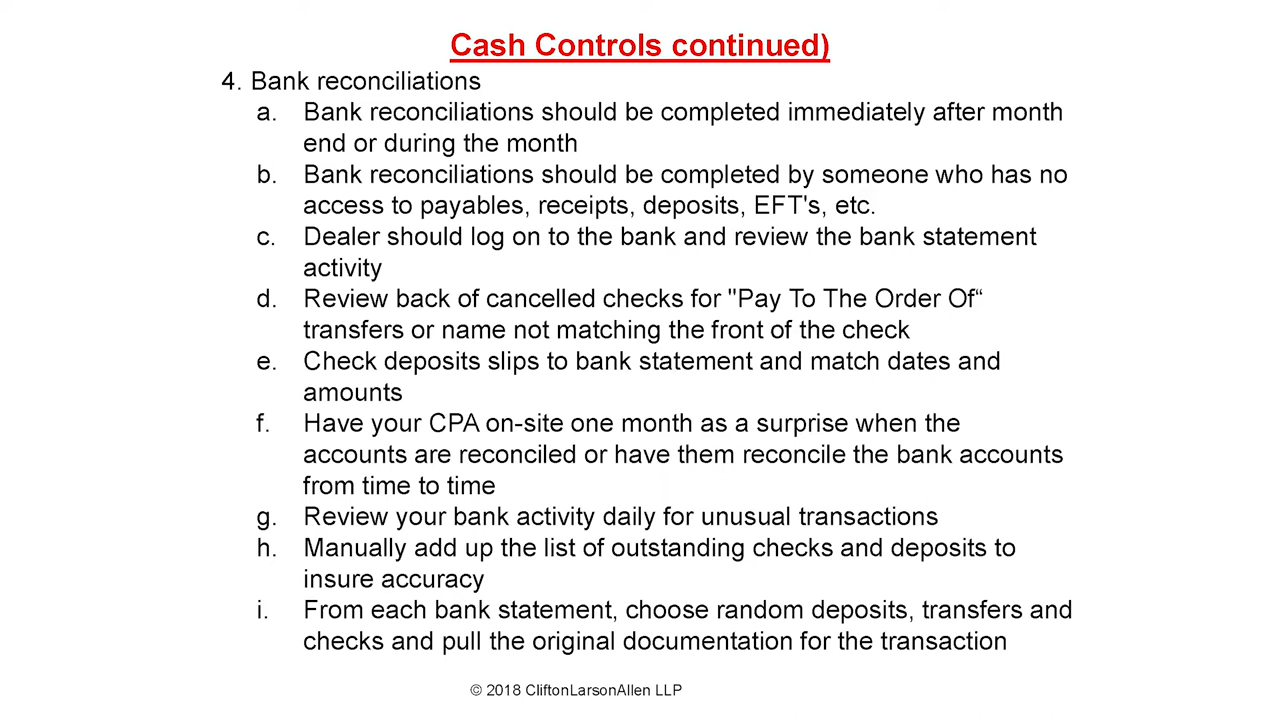 Cash Controls continued)
4. Bank reconciliations
a. Bank reconciliations should be completed immediately after month
end or during the month
b. Bank reconciliations should be completed by someone who has no
access to payables, receipts, deposits, EFT's, etc.
c. Dealer should log on to the bank and review the bank statement
activity
d. Review back of cancelled checks for "Pay To The Order Of“
transfers or name not matching the front of the check
e. Check deposits slips to bank statement and match dates and
amounts
f. Have your CPA on-site one month as a surprise when the
accounts are reconciled or have them reconcile the bank accounts
from time to time
g. Review your bank activity daily for unusual transactions
h. Manually add up the list of outstanding checks and deposits to
insure accuracy
i. From each bank statement, choose random deposits, transfers and
checks and pull the original documentation for the transaction
© 2018 CliftonLarsonAllen LLP